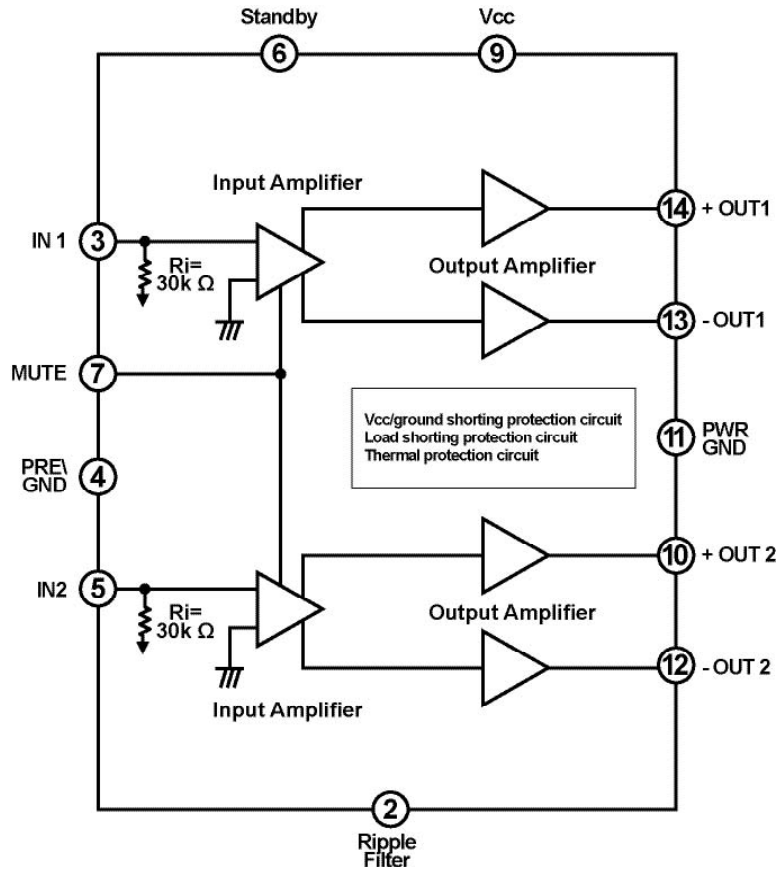 Standby
6
Vcc
9
Input Amplifier
14
+ OUT1
IN 1
3
Ri=
30k Ω
Output Amplifier
13
- OUT1
MUTE
7
Vcc/ground shorting protection circuit
Load shorting protection circuit
Thermal protection circuit
11
PWR
GND
PRE\
GND
4
10
+ OUT 2
IN2
5
Ri=
30k Ω
Output Amplifier
12
- OUT 2
Input Amplifier
2
Ripple
Filter